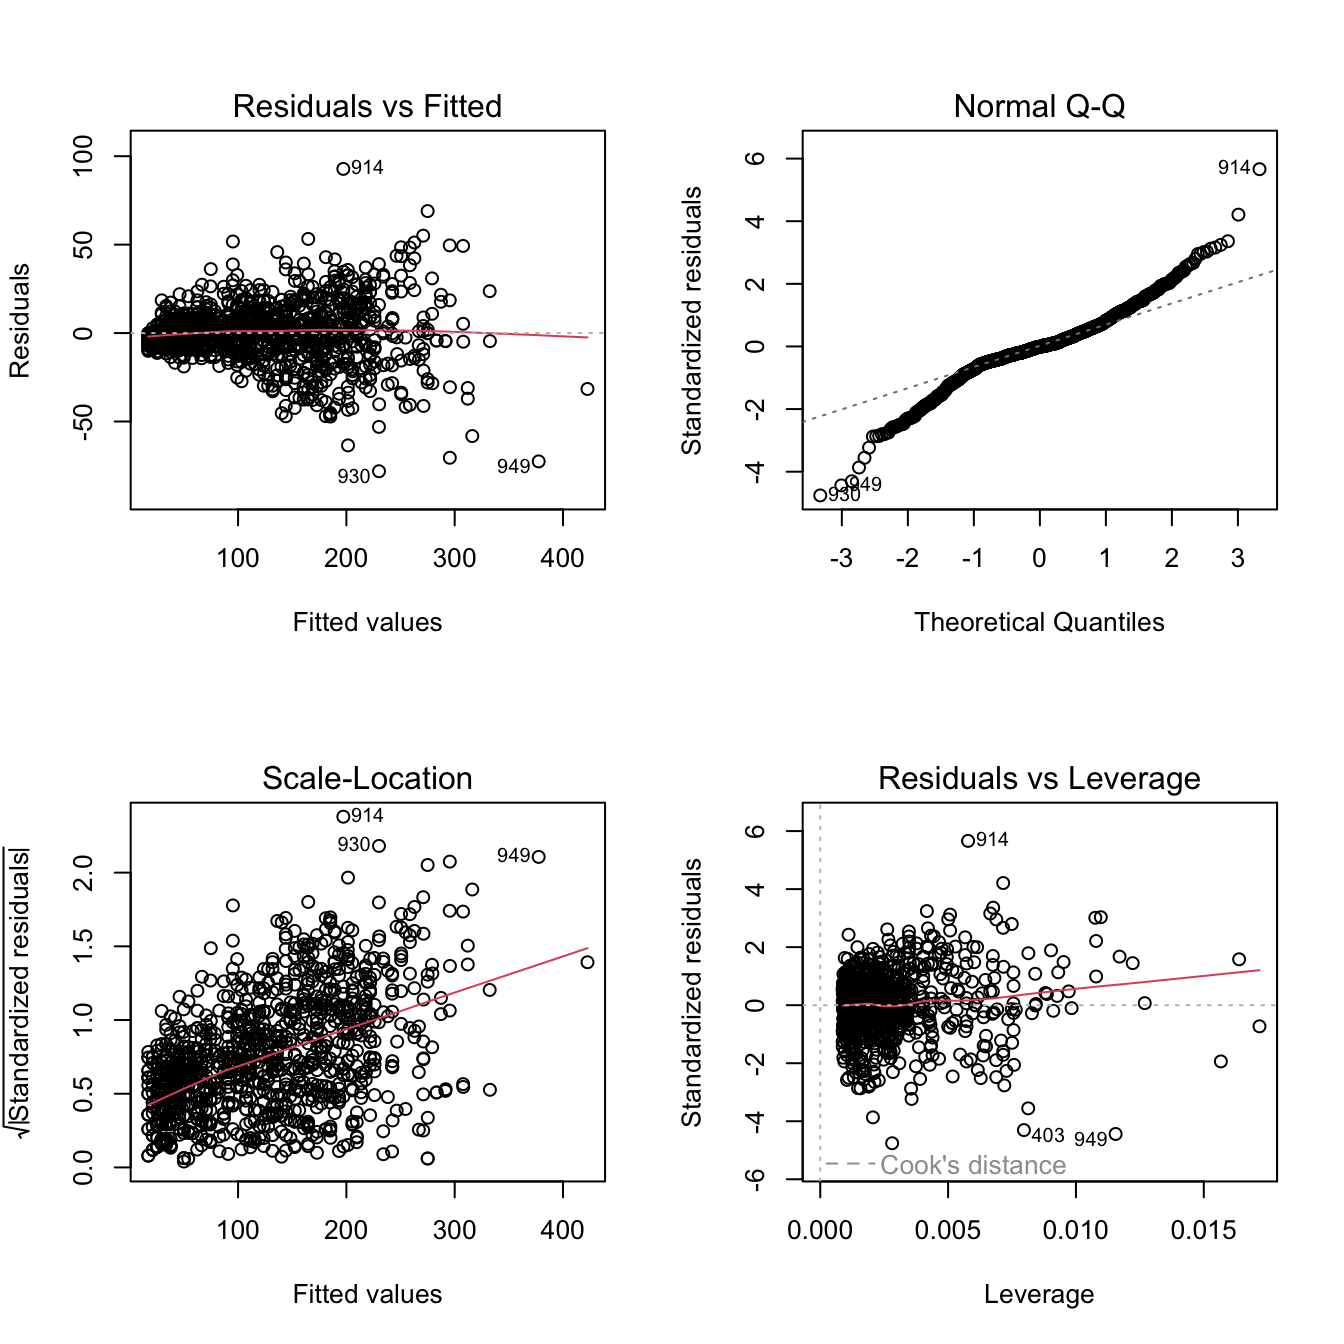 Residuals vs Fitted
Residuals
100
50
0
-50
914
930
949
100 200 300 400
Fitted values
Normal Q-Q
Standardized residuals
6
4
2
0
-2
-4
914
949
930
-3 -2 -1 0 1 2 3
Theoretical Quantiles
Scale-Location
√|Standardized residuals|
2.0
1.5
1.0
0.5
0.0
914
930
949
100 200 300 400
Fitted values
Residuals vs Leverage
Standardized residuals
6
4
2
0
-2
-4
-6
914
403
949
Cook's distance
0.000 0.005 0.010 0.015
Leverage